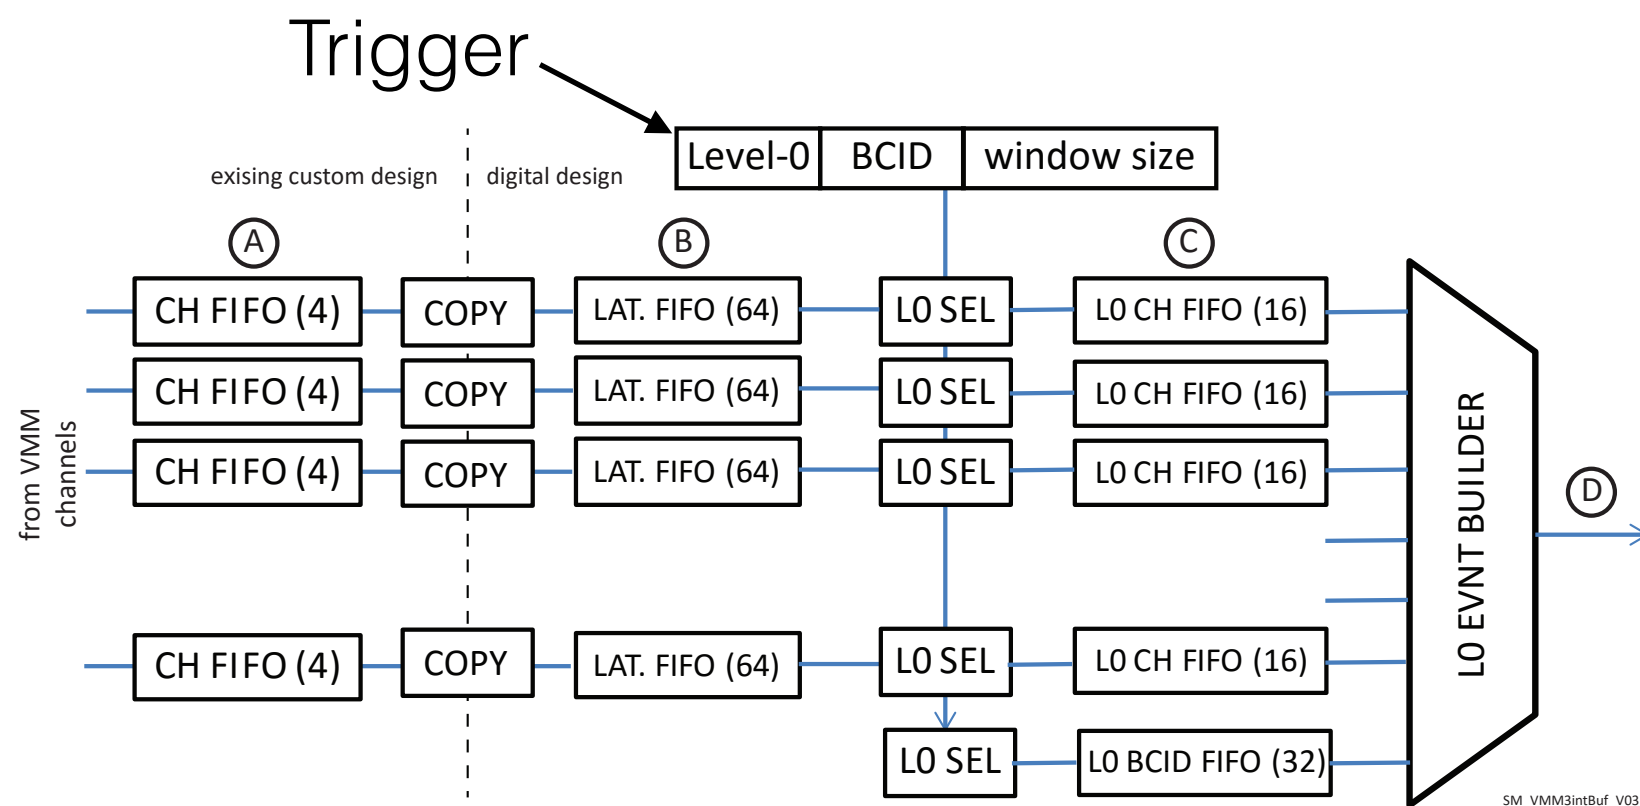 Trigger
Level-0 BCID window size
exising custom design digital design
A B C
CH FIFO (4) COPY LAT. FIFO (64) L0 SEL L0 CH FIFO (16)
CH FIFO (4) COPY LAT. FIFO (64) L0 SEL L0 CH FIFO (16)
CH FIFO (4) COPY LAT. FIFO (64) L0 SEL L0 CH FIFO (16)
from VMM
channels
L0 EVNT BUILDER
D
CH FIFO (4) COPY LAT. FIFO (64) L0 SEL L0 CH FIFO (16)
L0 SEL L0 BCID FIFO (32)
SM_VMM3intBuf_V03